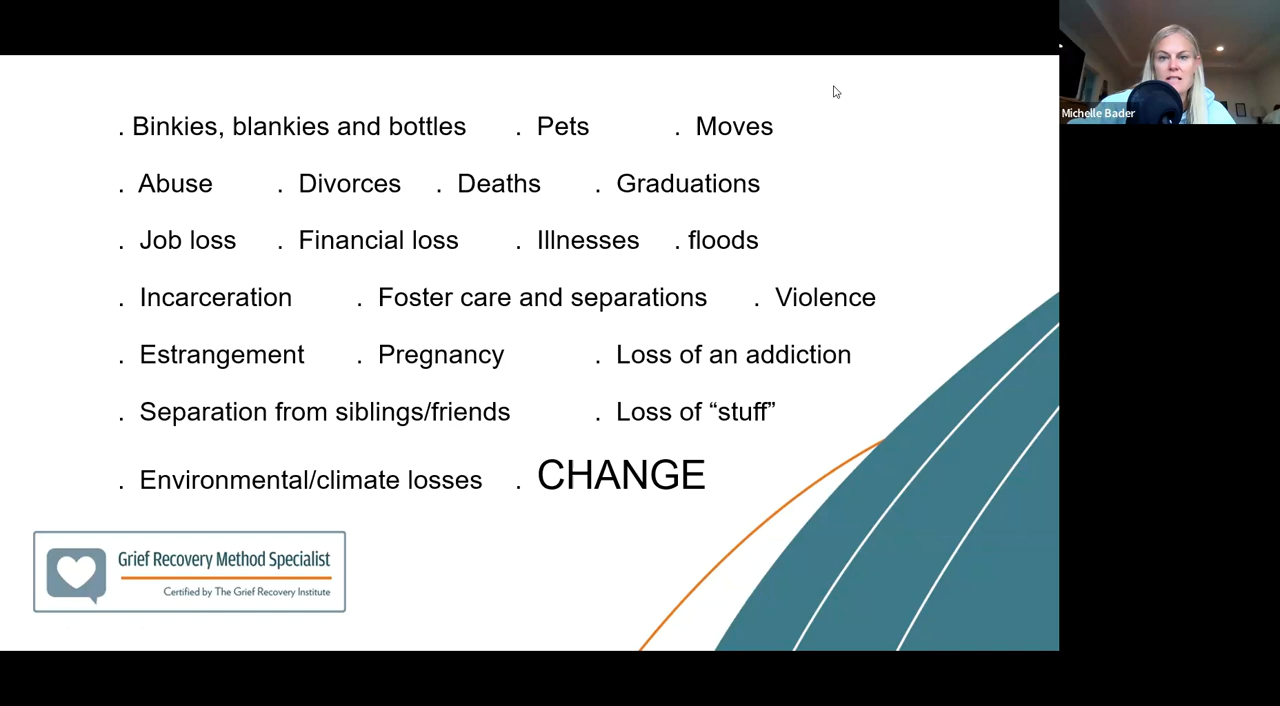 . Binkies, blankies and bottles . Pets . Moves
. Abuse . Divorces . Deaths . Graduations
. Job loss . Financial loss . Illnesses . floods
. Incarceration . Foster care and separations . Violence
. Estrangement . Pregnancy . Loss of an addiction
. Separation from siblings/friends . Loss of “stuff”
. Environmental/climate losses . CHANGE
Grief Recovery Method Specialist
Certified by The Grief Recovery Institute
Michelle Bader